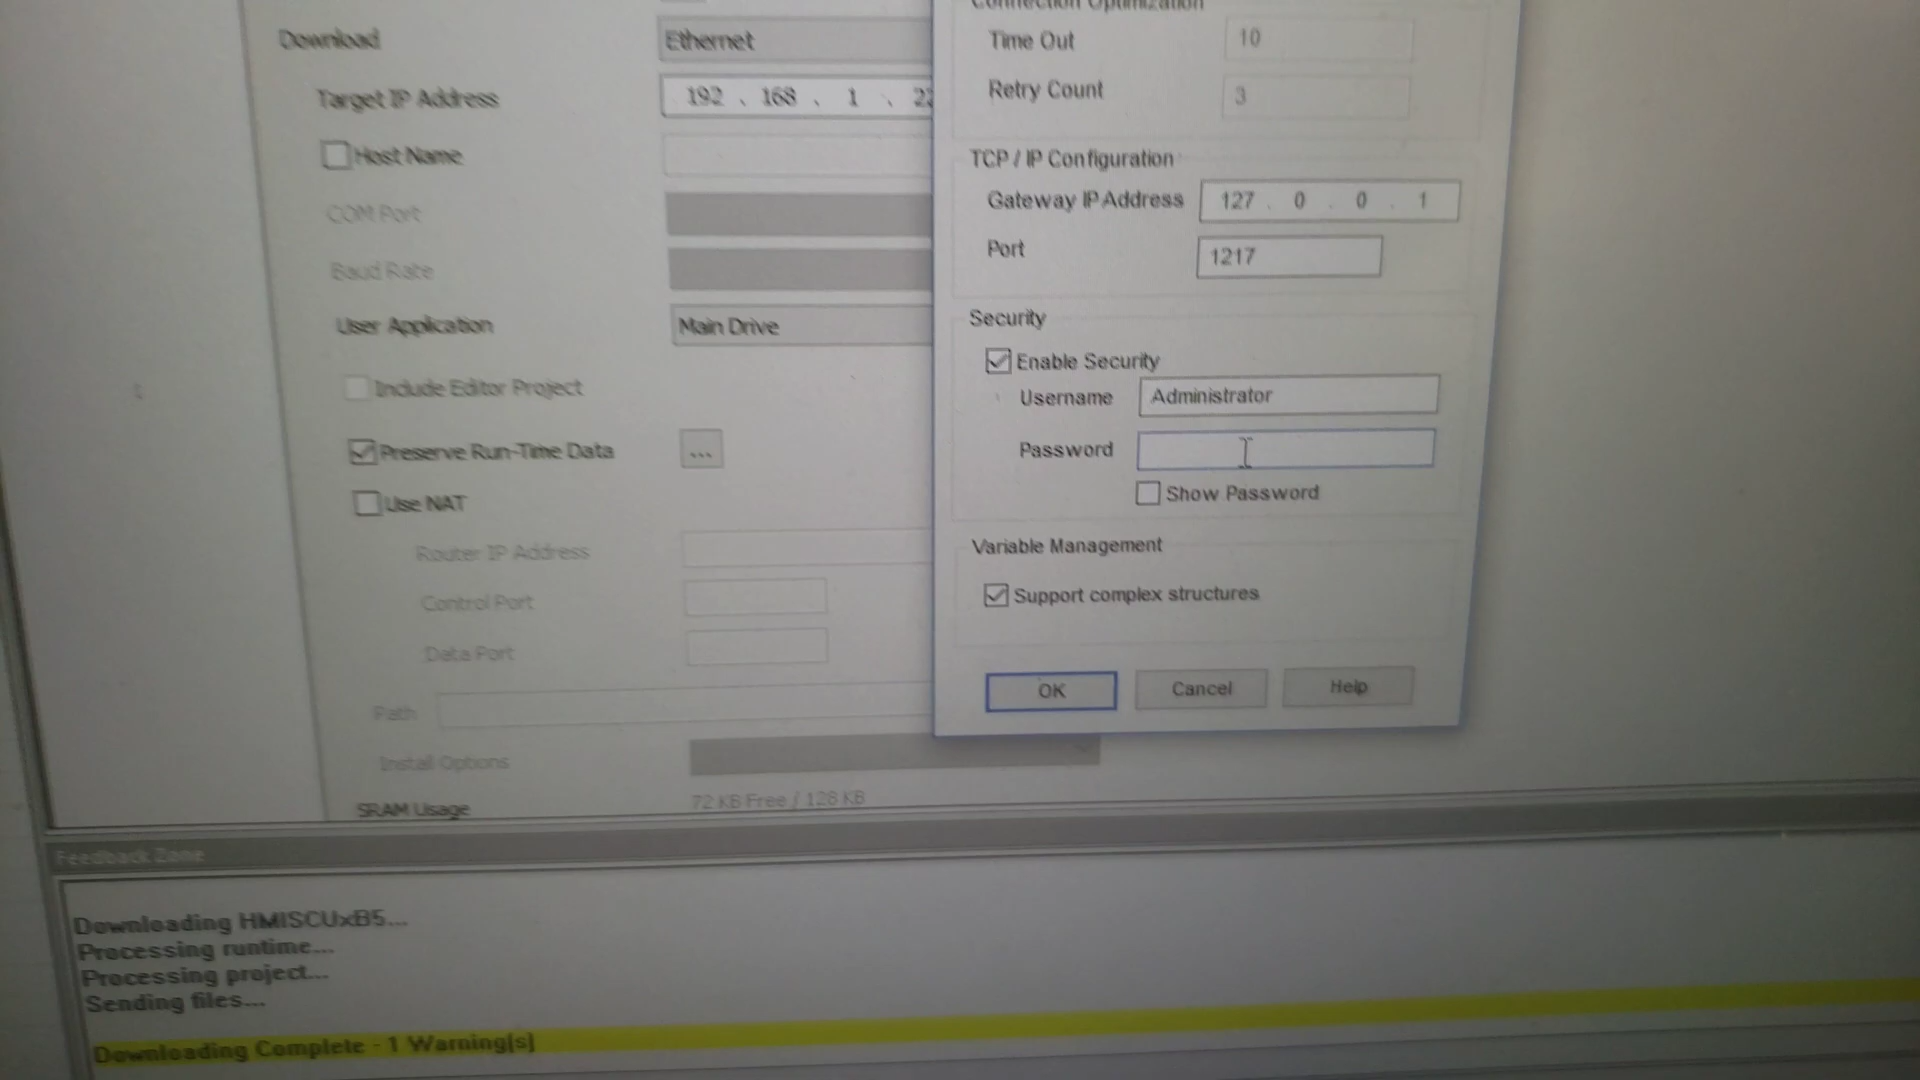 Download
Ethernet
Target IP Address
192 . 168 . 1 .
Host Name
COM Port
Baud Rate
User Application
Main Drive
Include Editor Project
Preserve Run-Time Data
...
Use NAT
Router IP Address
Control Port
Data Port
Path
Install Options
SRAM Usage
72 KB Free / 128 KB
Connection Optimization
Time Out
10
Retry Count
3
TCP / IP Configuration
Gateway IP Address
127 . 0 . 0 . 1
Port
1217
Security
Enable Security
Username
Administrator
Password
Show Password
Variable Management
Support complex structures
OK
Cancel
Help
Feedback Zone
Downloading HMISCUxB5...
Processing runtime...
Processing project...
Sending files...
Downloading Complete - 1 Warning[s]